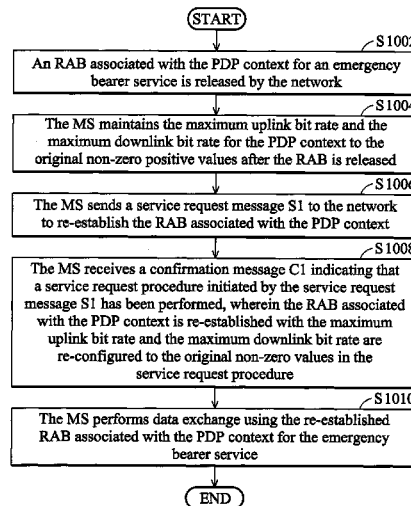 START
S1002
An RAB associated with the PDP context for an emergency
bearer service is released by the network
S1004
The MS maintains the maximum uplink bit rate and the
maximum downlink bit rate for the PDP context to the
original non-zero positive values after the RAB is released
S1006
The MS sends a service request message S1 to the network
to re-establish the RAB associated with the PDP context
S1008
The MS receives a confirmation message C1 indicating that
a service request procedure initiated by the service request
message S1 has been performed, wherein the RAB associated
with the PDP context is re-established with the maximum
uplink bit rate and the maximum downlink bit rate are
re-configured to the original non-zero values in the
service request procedure
S1010
The MS performs data exchange using the re-established
RAB associated with the PDP context for the emergency
bearer service
END